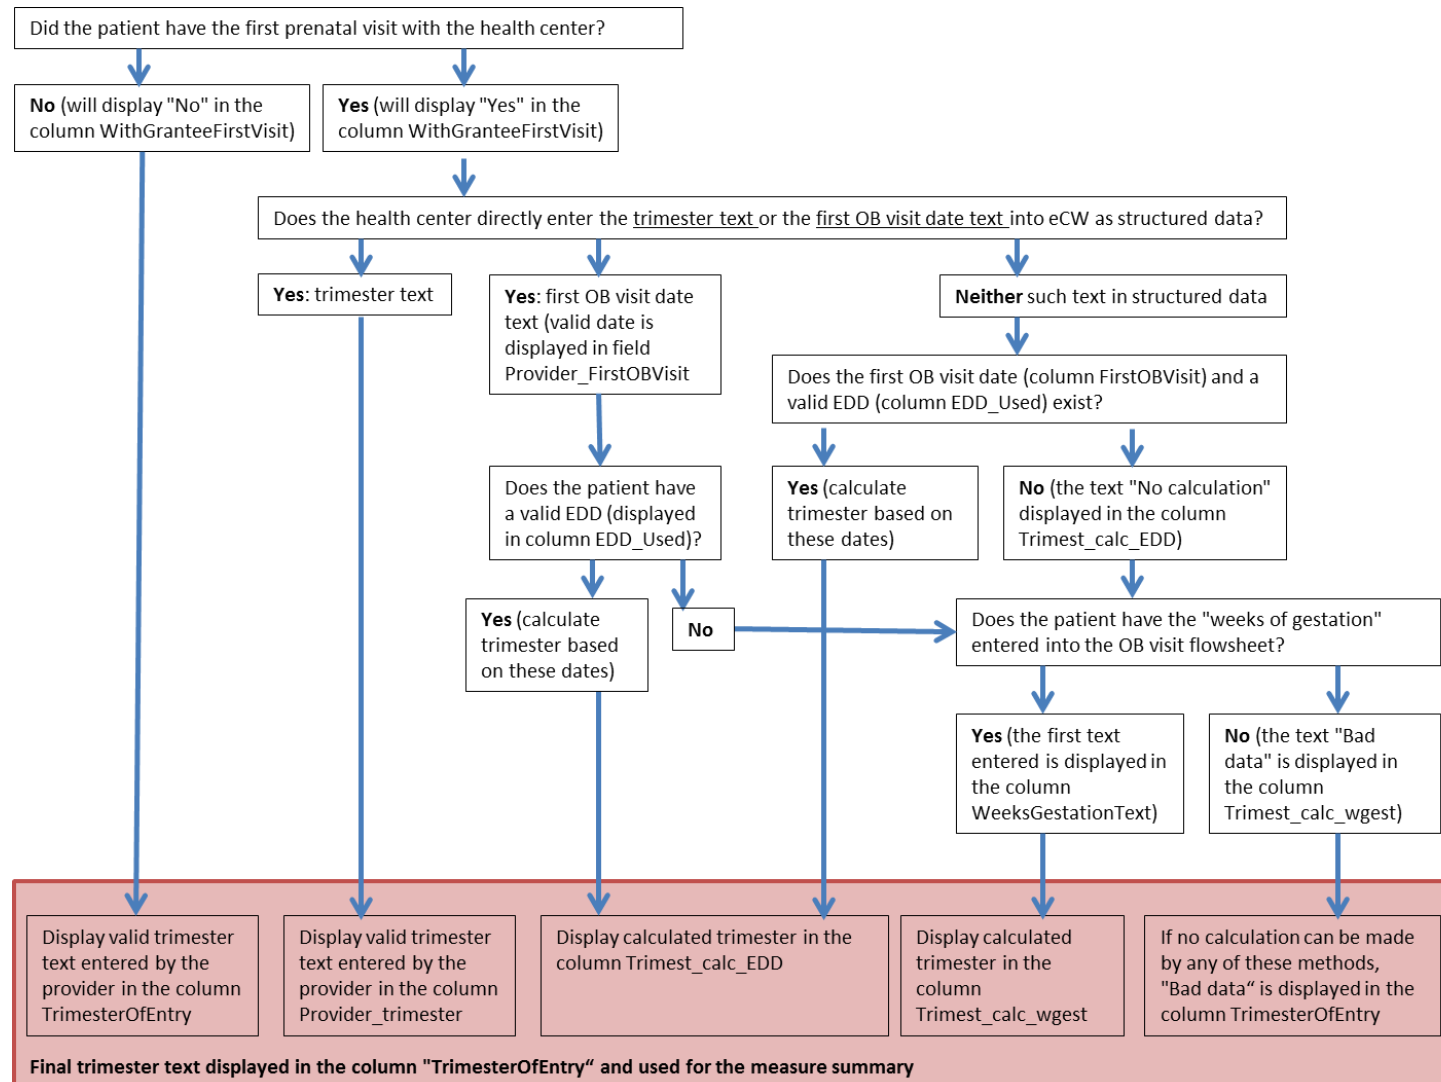 Did the patient have the first prenatal visit with the health center?
No (will display "No" in the
column WithGranteeFirstVisit)
Yes (will display "Yes" in the
column WithGranteeFirstVisit)
Does the health center directly enter the trimester text or the first OB visit date text into eCW as structured data?
Yes: trimester text
Yes: first OB visit date
text (valid date is
displayed in field
Provider_FirstOBVisit
Neither such text in structured data
Does the first OB visit date (column FirstOBVisit) and a
valid EDD (column EDD_Used) exist?
Does the patient have
a valid EDD (displayed
in column EDD_Used)?
Yes (calculate
trimester based on
these dates)
No (the text "No calculation"
displayed in the column
Trimest_calc_EDD)
Yes (calculate
trimester based
on these dates)
No
Does the patient have the "weeks of gestation"
entered into the OB visit flowsheet?
Yes (the first text
entered is displayed in
the column
WeeksGestationText)
No (the text "Bad
data" is displayed in
the column
Trimest_calc_wgest)
Display valid trimester
text entered by the
provider in the column
TrimesterOfEntry
Display valid trimester
text entered by the
provider in the column
Provider_trimester
Display calculated trimester in the
column Trimest_calc_EDD
Display calculated
trimester in the
column
Trimest_calc_wgest
If no calculation can be made
by any of these methods,
"Bad data“ is displayed in the
column TrimesterOfEntry
Final trimester text displayed in the column "TrimesterOfEntry“ and used for the measure summary